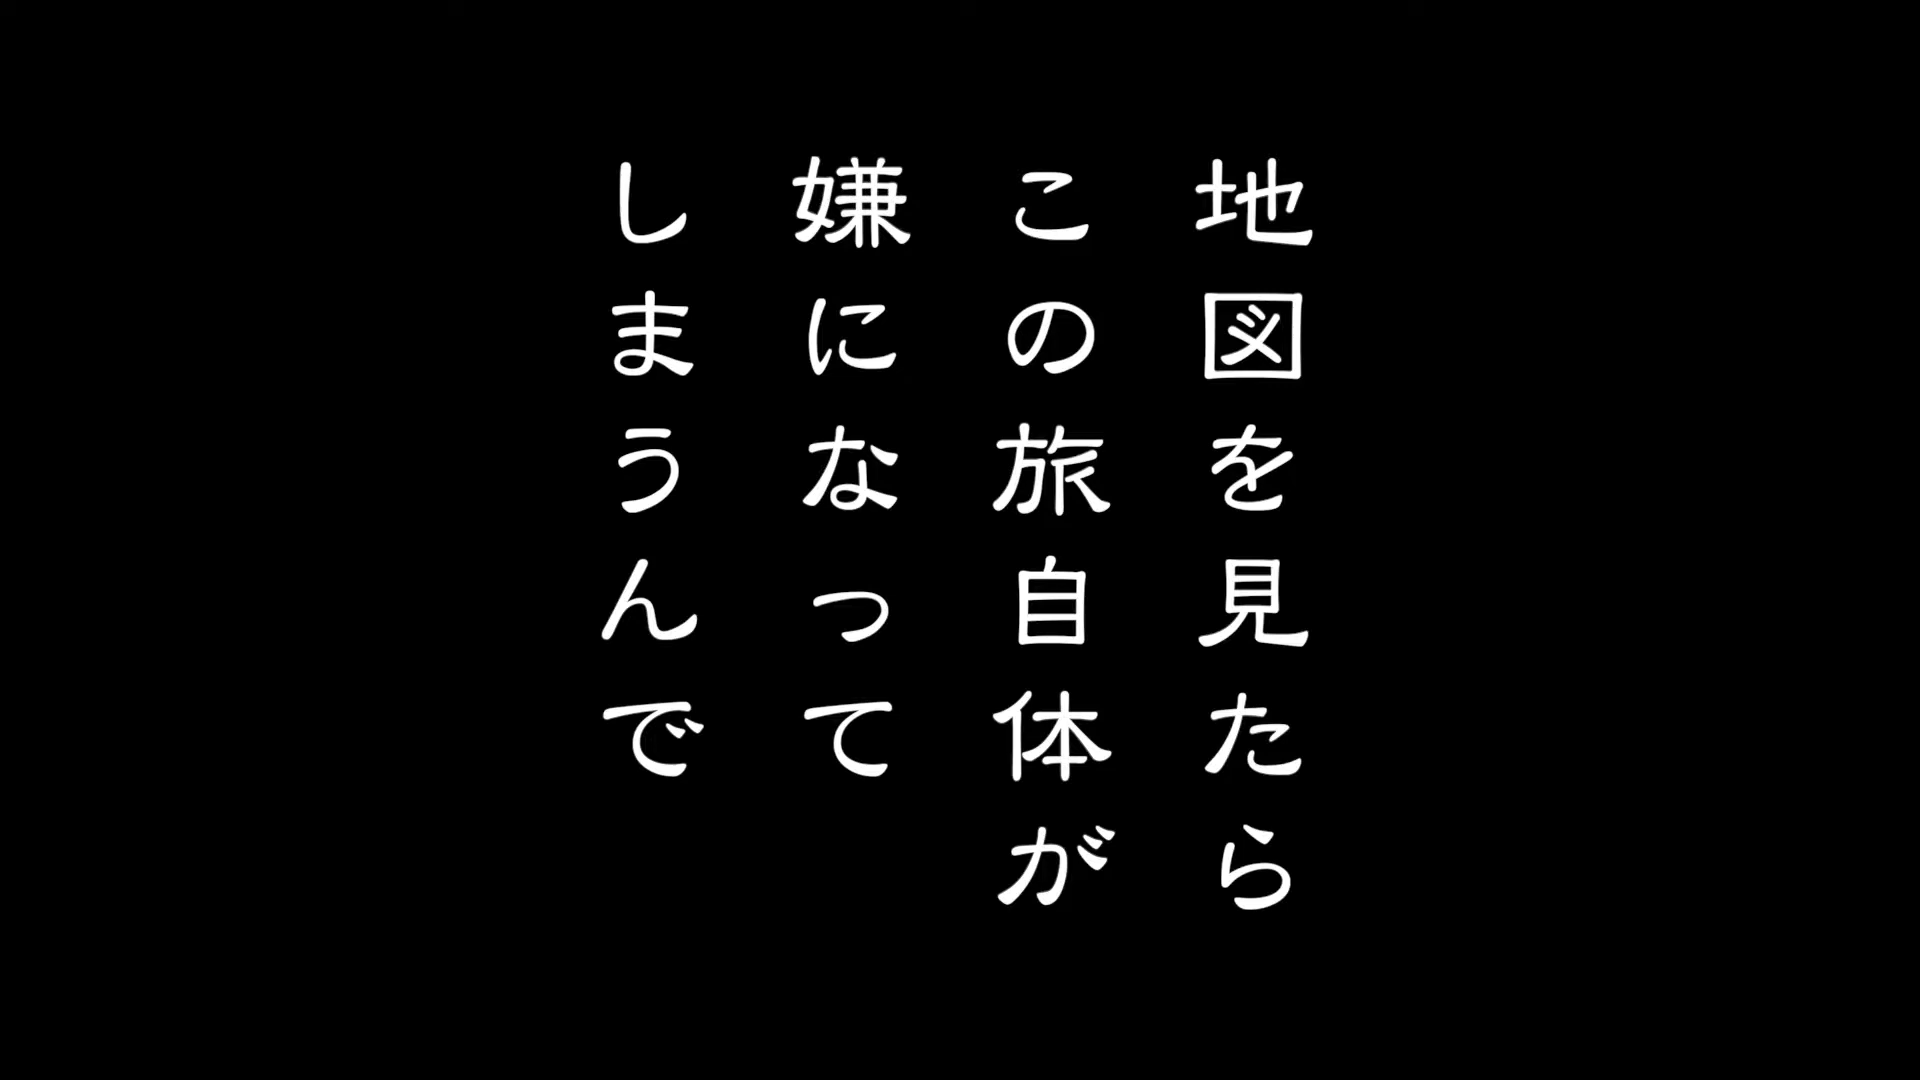 地図を見たら
この旅自体が
嫌になって
しまうんで